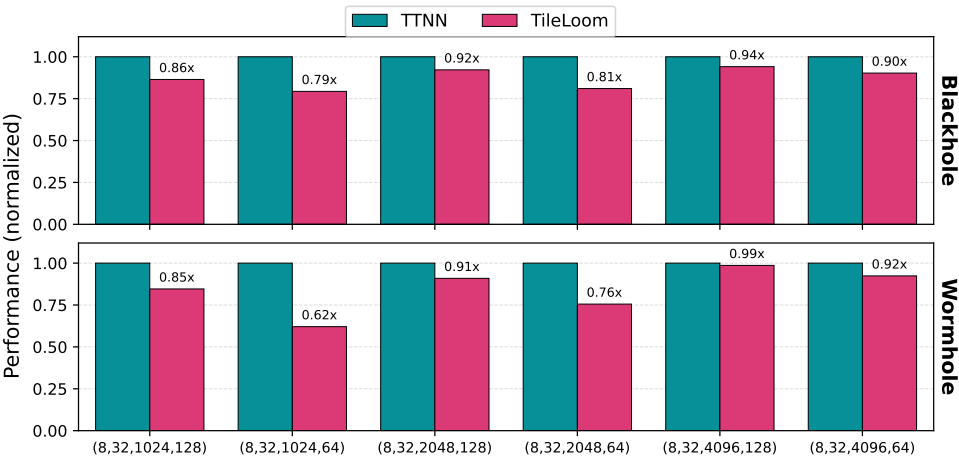 TTNN TileLoom
Performance (normalized)
1.00
0.75
0.50
0.25
0.00
0.86x
0.79x
0.92x
0.81x
0.94x
0.90x
Blackhole
1.00
0.75
0.50
0.25
0.00
0.85x
0.62x
0.91x
0.76x
0.99x
0.92x
Wormhole
(8,32,1024,128) (8,32,1024,64) (8,32,2048,128) (8,32,2048,64) (8,32,4096,128) (8,32,4096,64)